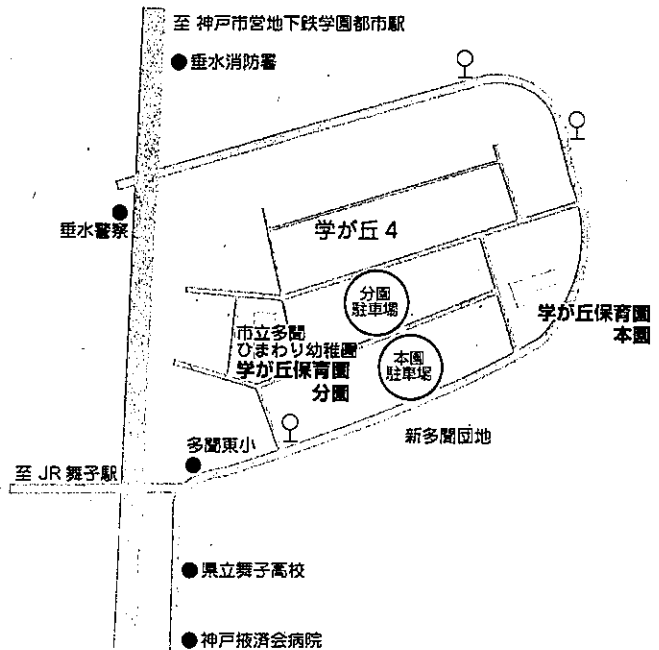 至 神戸市営地下鉄学園都市駅
垂水消防署
垂水警察
学が丘4
分園
駐車場
学が丘保育園
本園
市立多聞
ひまわり幼稚園
学が丘保育園
分園
本園
駐車場
新多聞団地
多聞東小
至 JR 舞子駅
県立舞子高校
神戸掖済会病院